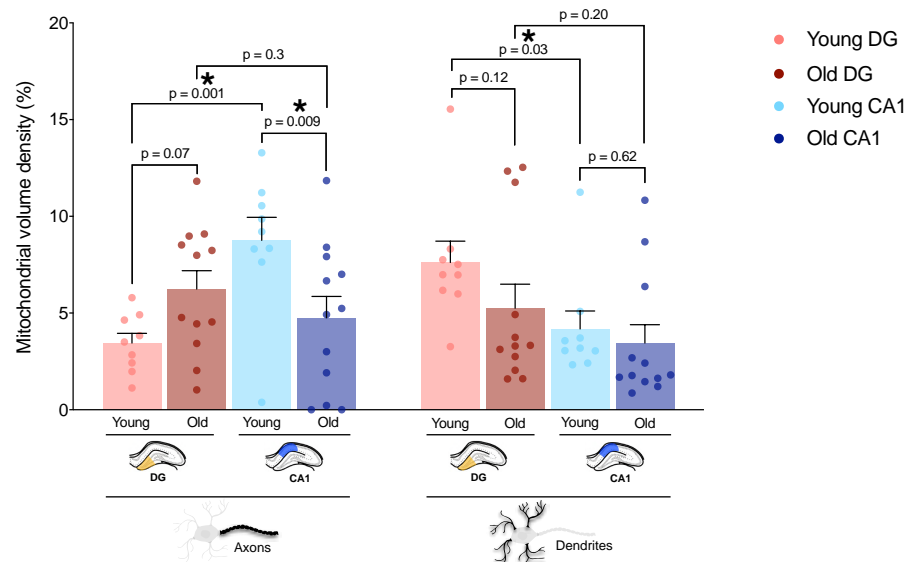 Mitochondrial volume density (%)
20
15
10
5
0
p = 0.07
p = 0.001
*
p = 0.3
*
p = 0.009
p = 0.12
p = 0.03
*
p = 0.20
p = 0.62
Young DG
Old DG
Young CA1
Old CA1
Young Old Young Old Young Old Young Old
DG CA1 DG CA1
Axons Dendrites